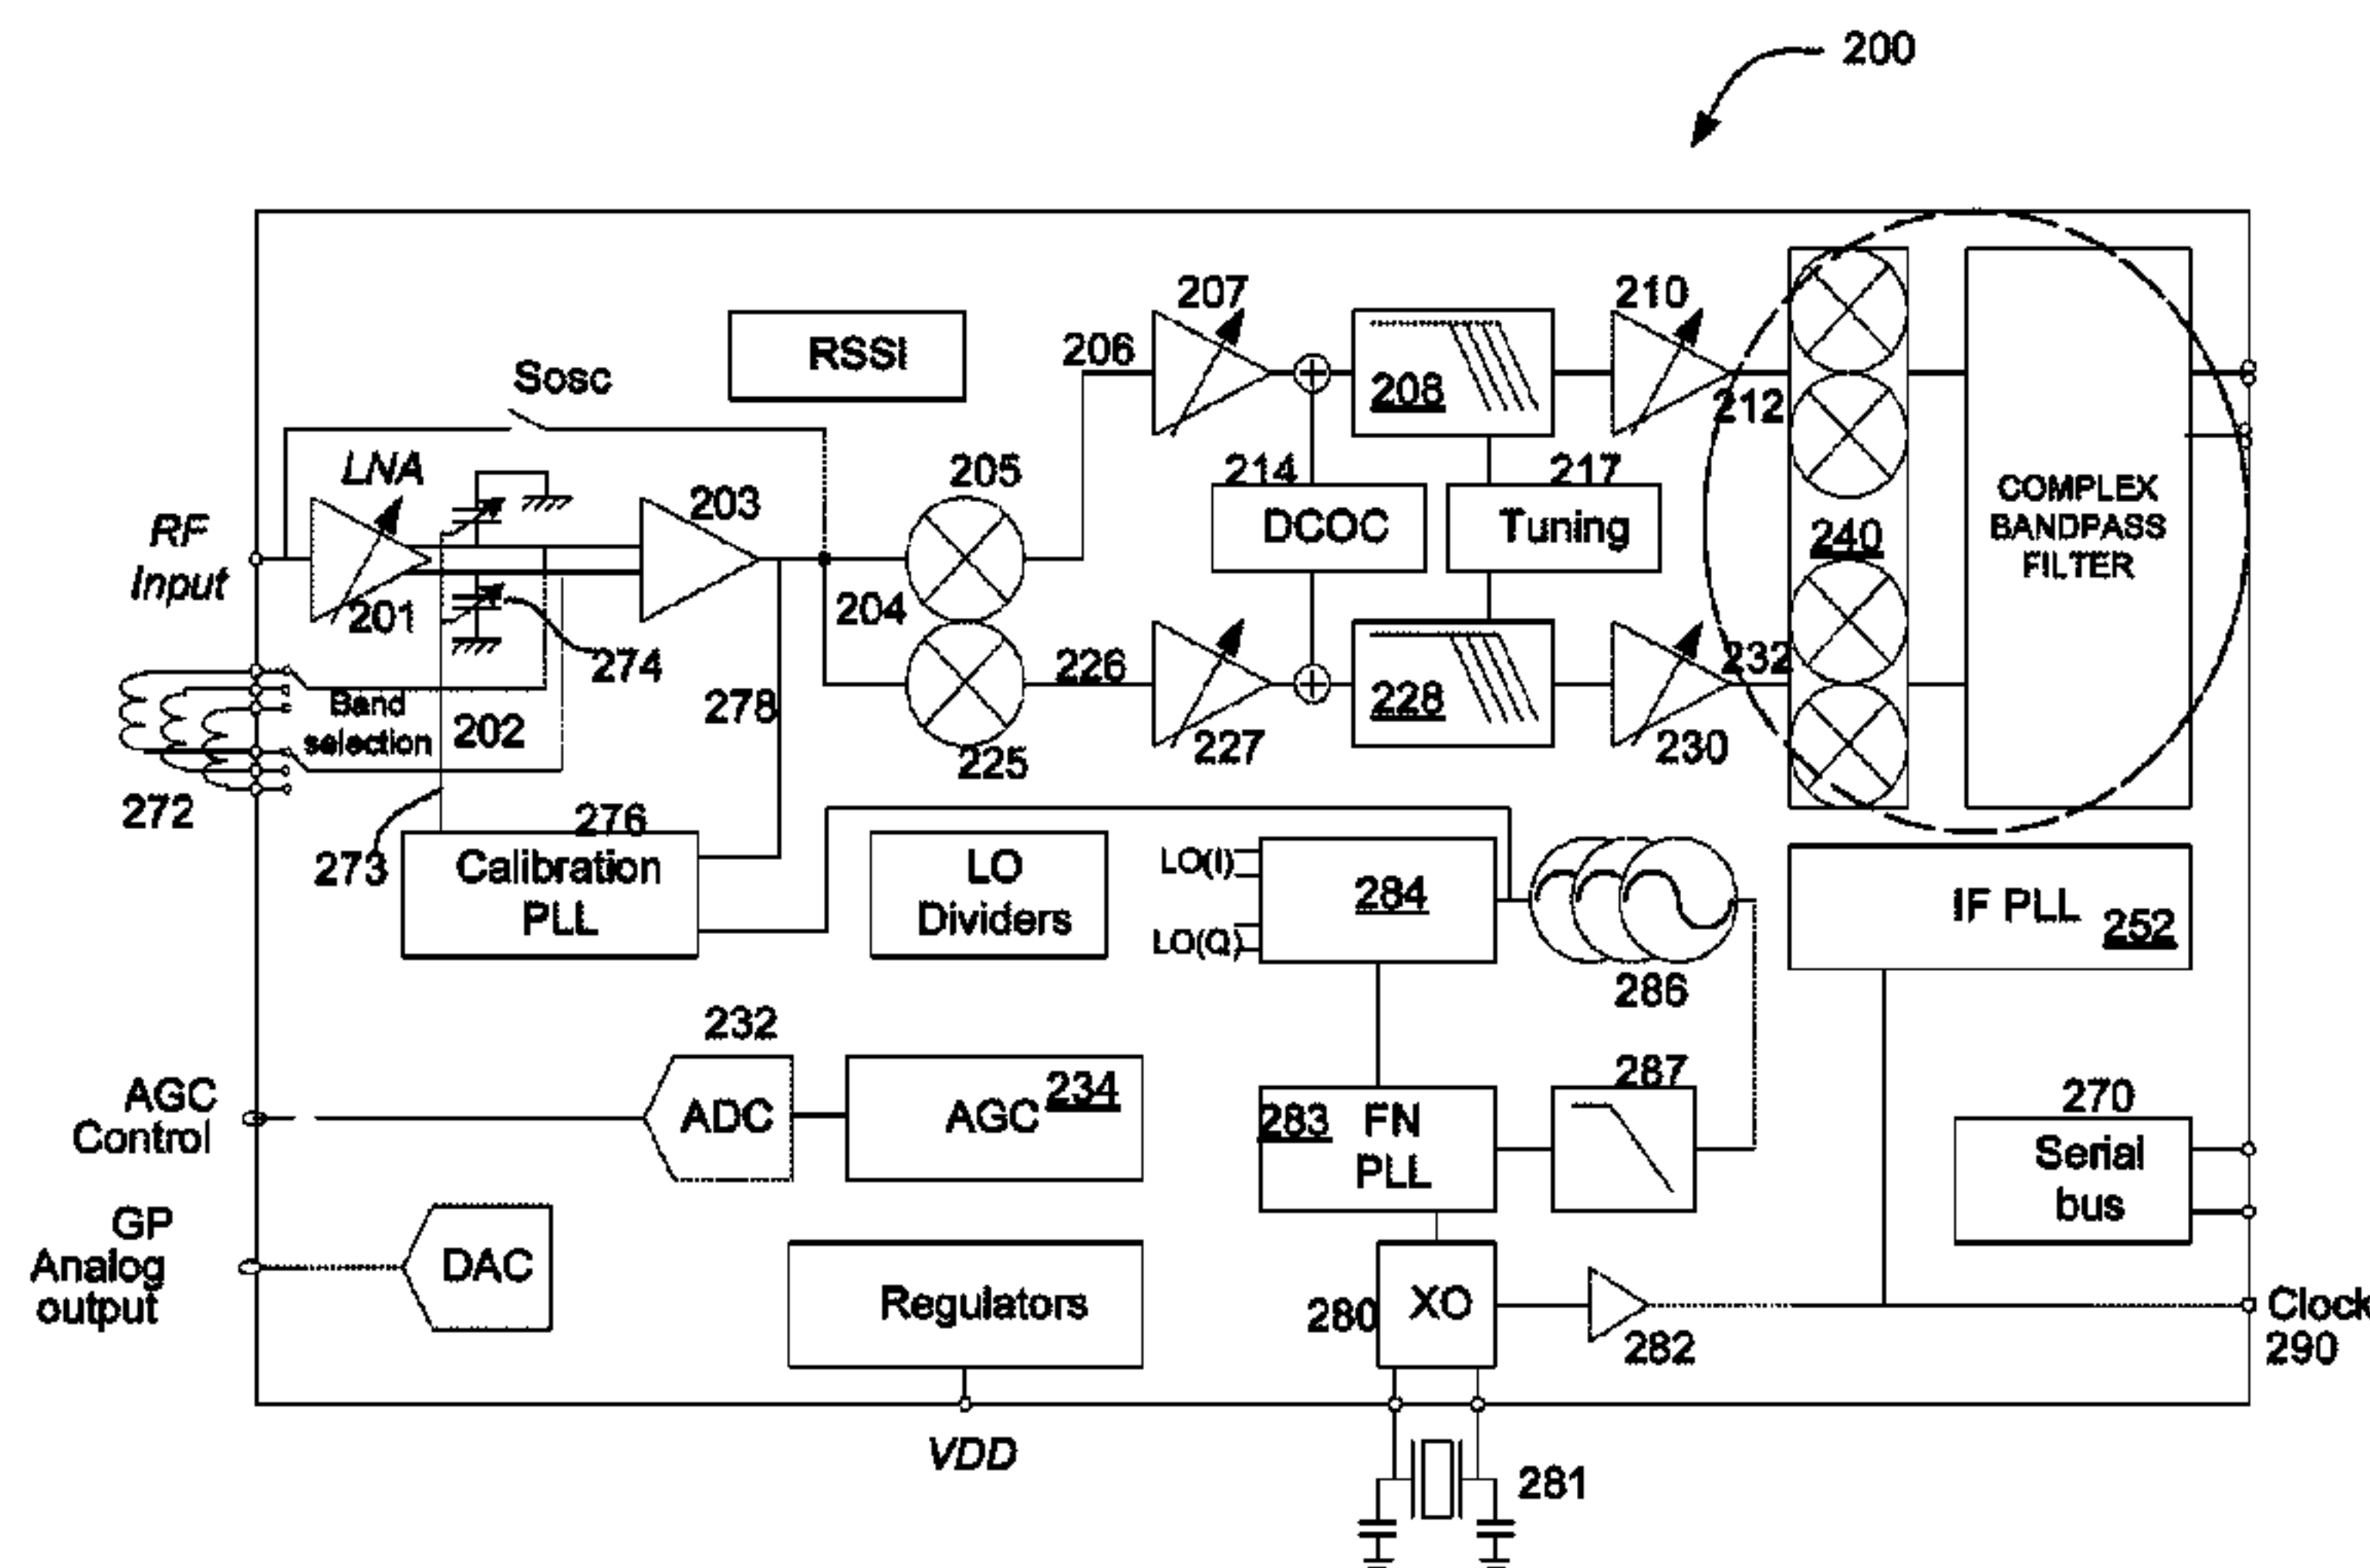 200
207
210
RSSI
206
Sosc
208
212
LNA
205
214
217
203
COMPLEX
BANDPASS
FILTER
RF
Input
DCOC
Tuning
240
201
204
274
226
232
Band
selection
202
278
228
225
227
230
272
276
273
Calibration
PLL
LO
Dividers
LO(I)
284
LO(Q)
IF PLL
252
286
232
287
AGC
Control
ADC
AGC
234
283
FN
PLL
270
Serial
bus
GP
Analog
output
DAC
Regulators
280
XO
282
Clock
290
VDD
281